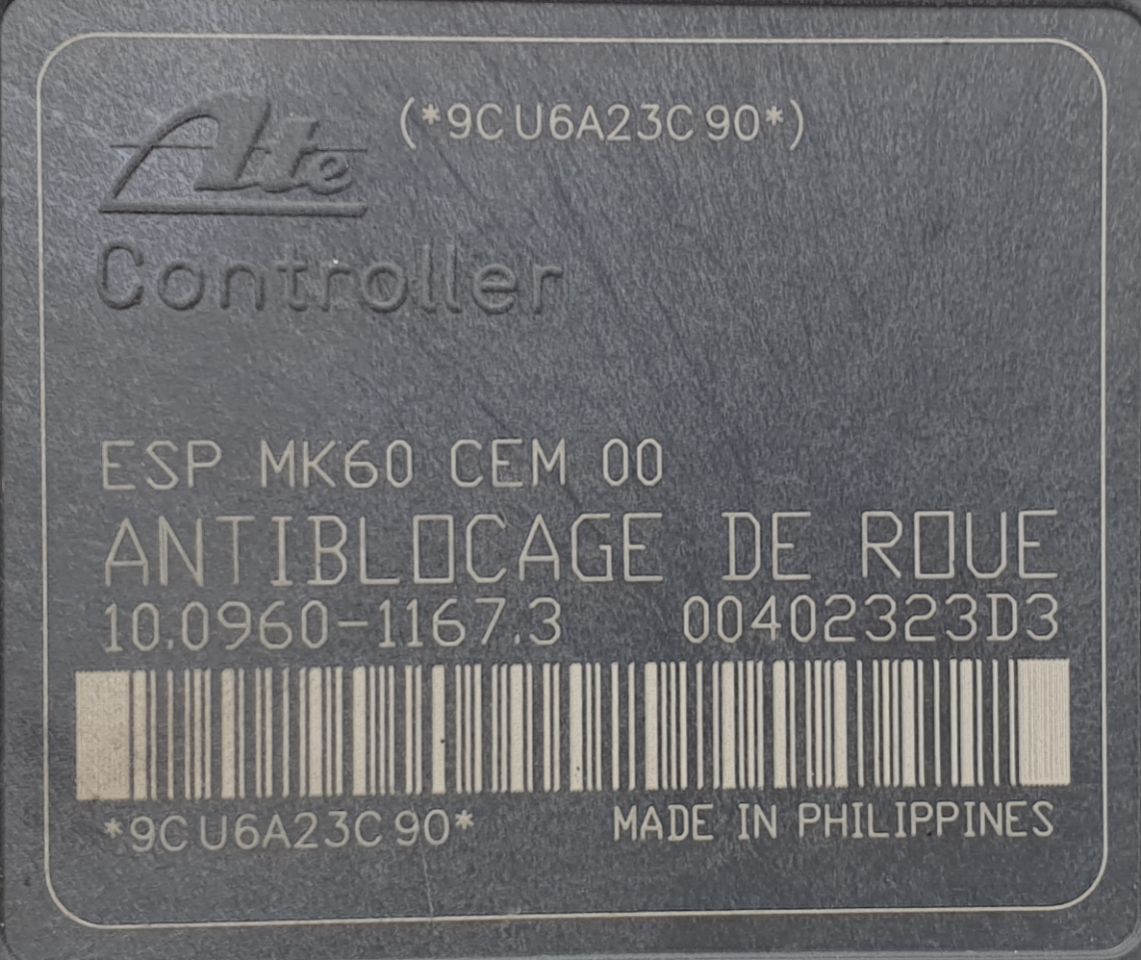 Ate (*9CU6A23C90*)
Controller
ESP MK60 CEM 00
ANTIBLOCAGE DE ROUE
10.0960-1167.3 00402323D3
*9CU6A23C90* MADE IN PHILIPPINES